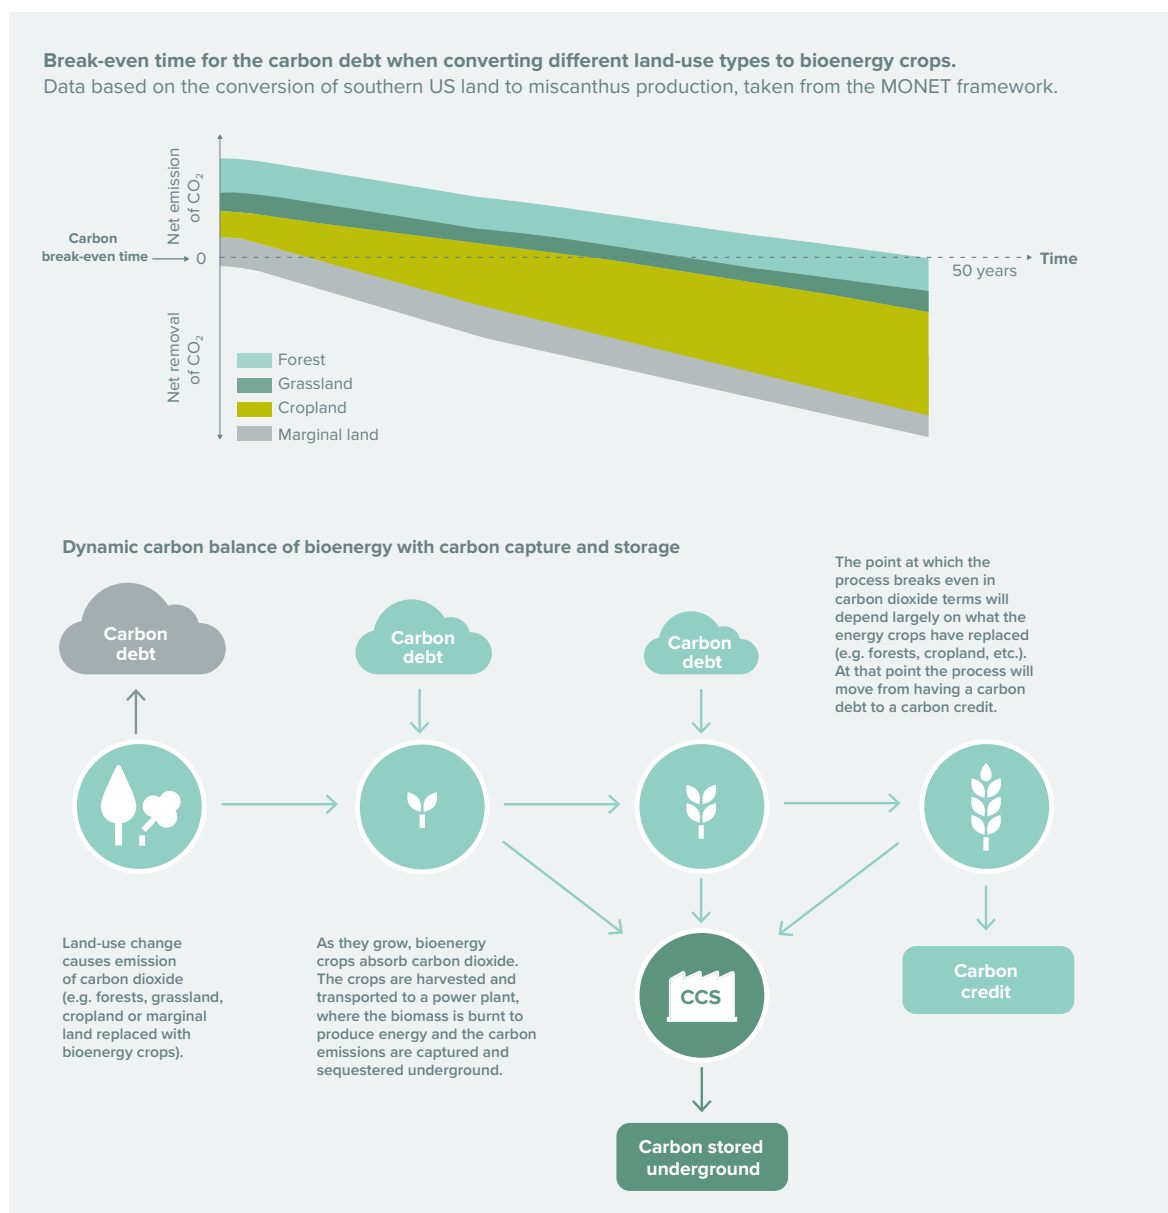 Break-even time for the carbon debt when converting different land-use types to bioenergy crops.
Data based on the conversion of southern US land to miscanthus production, taken from the MONET framework.
Net emission
of CO₂
Carbon
break-even time
0
Time
50 years
Net removal
of CO₂
Forest
Grassland
Cropland
Marginal land
Dynamic carbon balance of bioenergy with carbon capture and storage
Carbon
debt
Carbon
debt
Carbon
debt
The point at which the
process breaks even in
carbon dioxide terms will
depend largely on what the
energy crops have replaced
(e.g. forests, cropland, etc.).
At that point the process will
move from having a carbon
debt to a carbon credit.
Land-use change
causes emission
of carbon dioxide
(e.g. forests, grassland,
cropland or marginal
land replaced with
bioenergy crops).
As they grow, bioenergy
crops absorb carbon dioxide.
The crops are harvested and
transported to a power plant,
where the biomass is burnt to
produce energy and the carbon
emissions are captured and
sequestered underground.
CCS
Carbon
credit
Carbon stored
underground